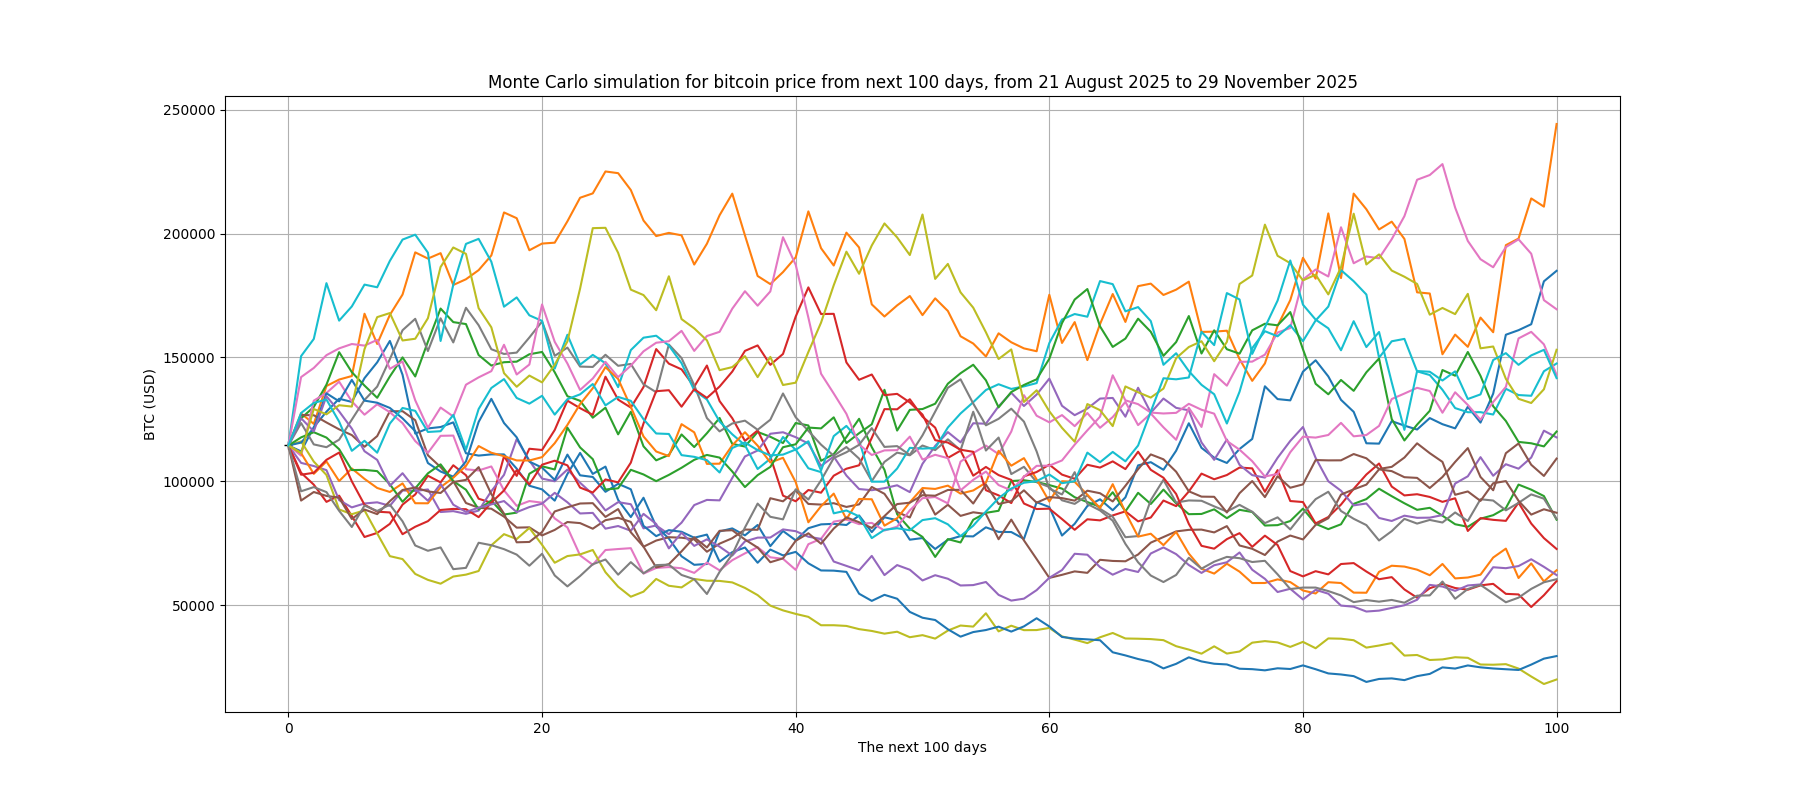 Monte Carlo simulation for bitcoin price from next 100 days, from 21 August 2025 to 29 November 2025
250000
200000
150000
100000
50000
BTC (USD)
0 20 40 60 80 100
The next 100 days